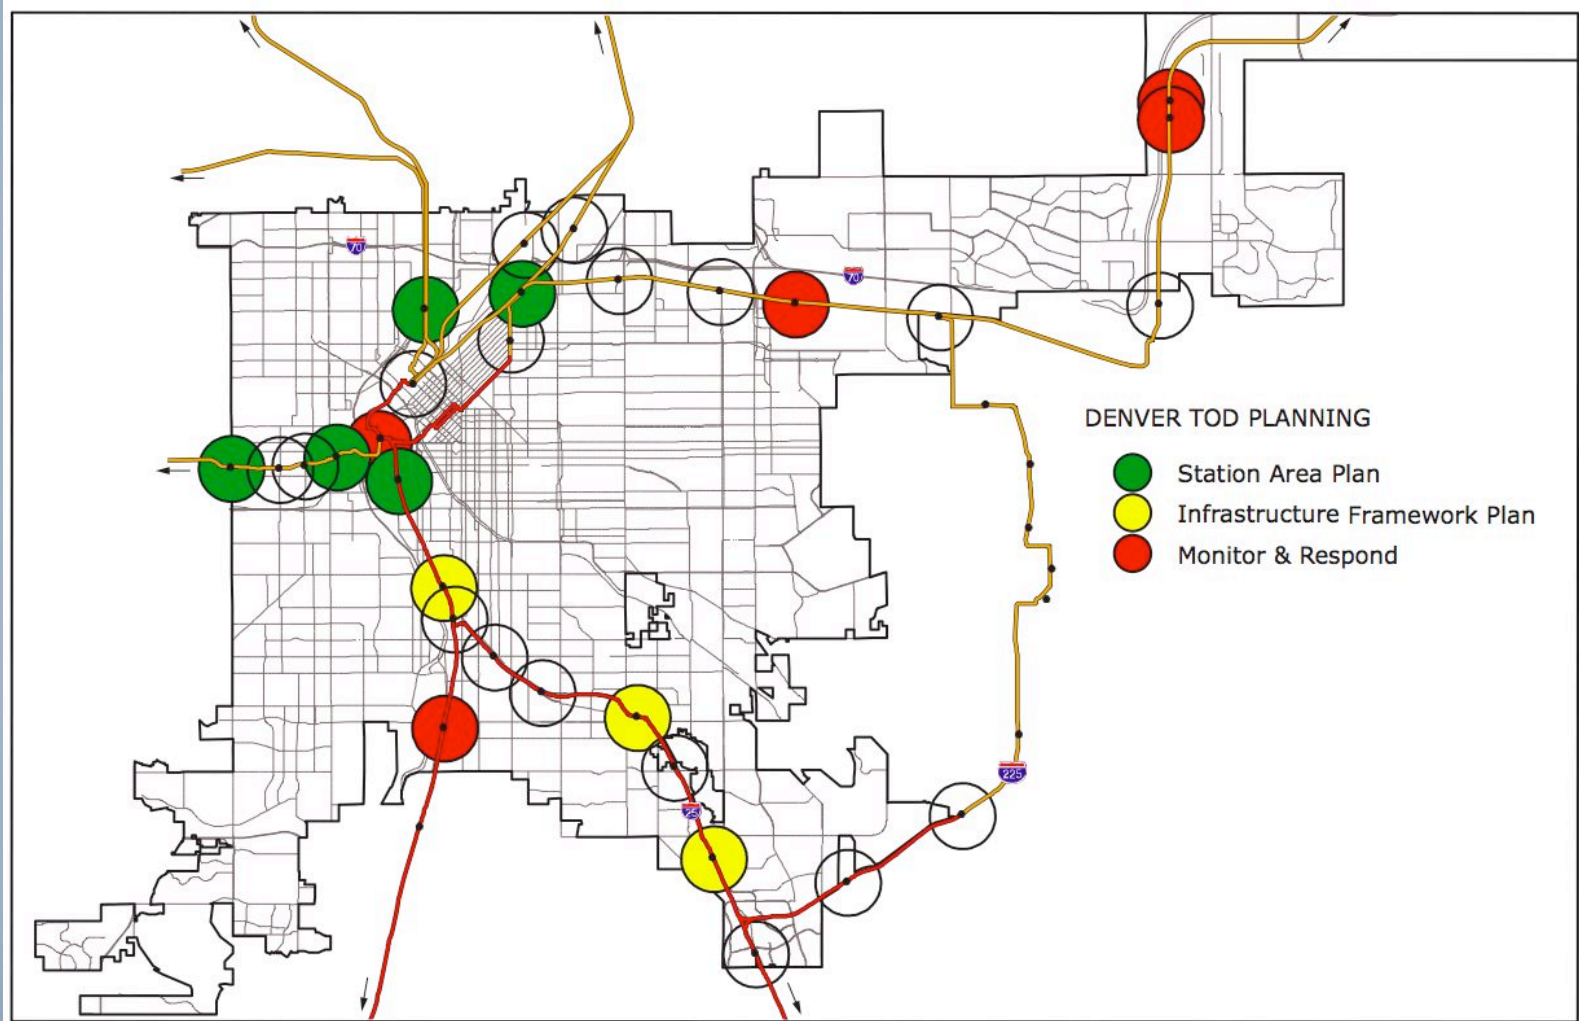 70
70
DENVER TOD PLANNING
Station Area Plan
Infrastructure Framework Plan
Monitor & Respond
225
25